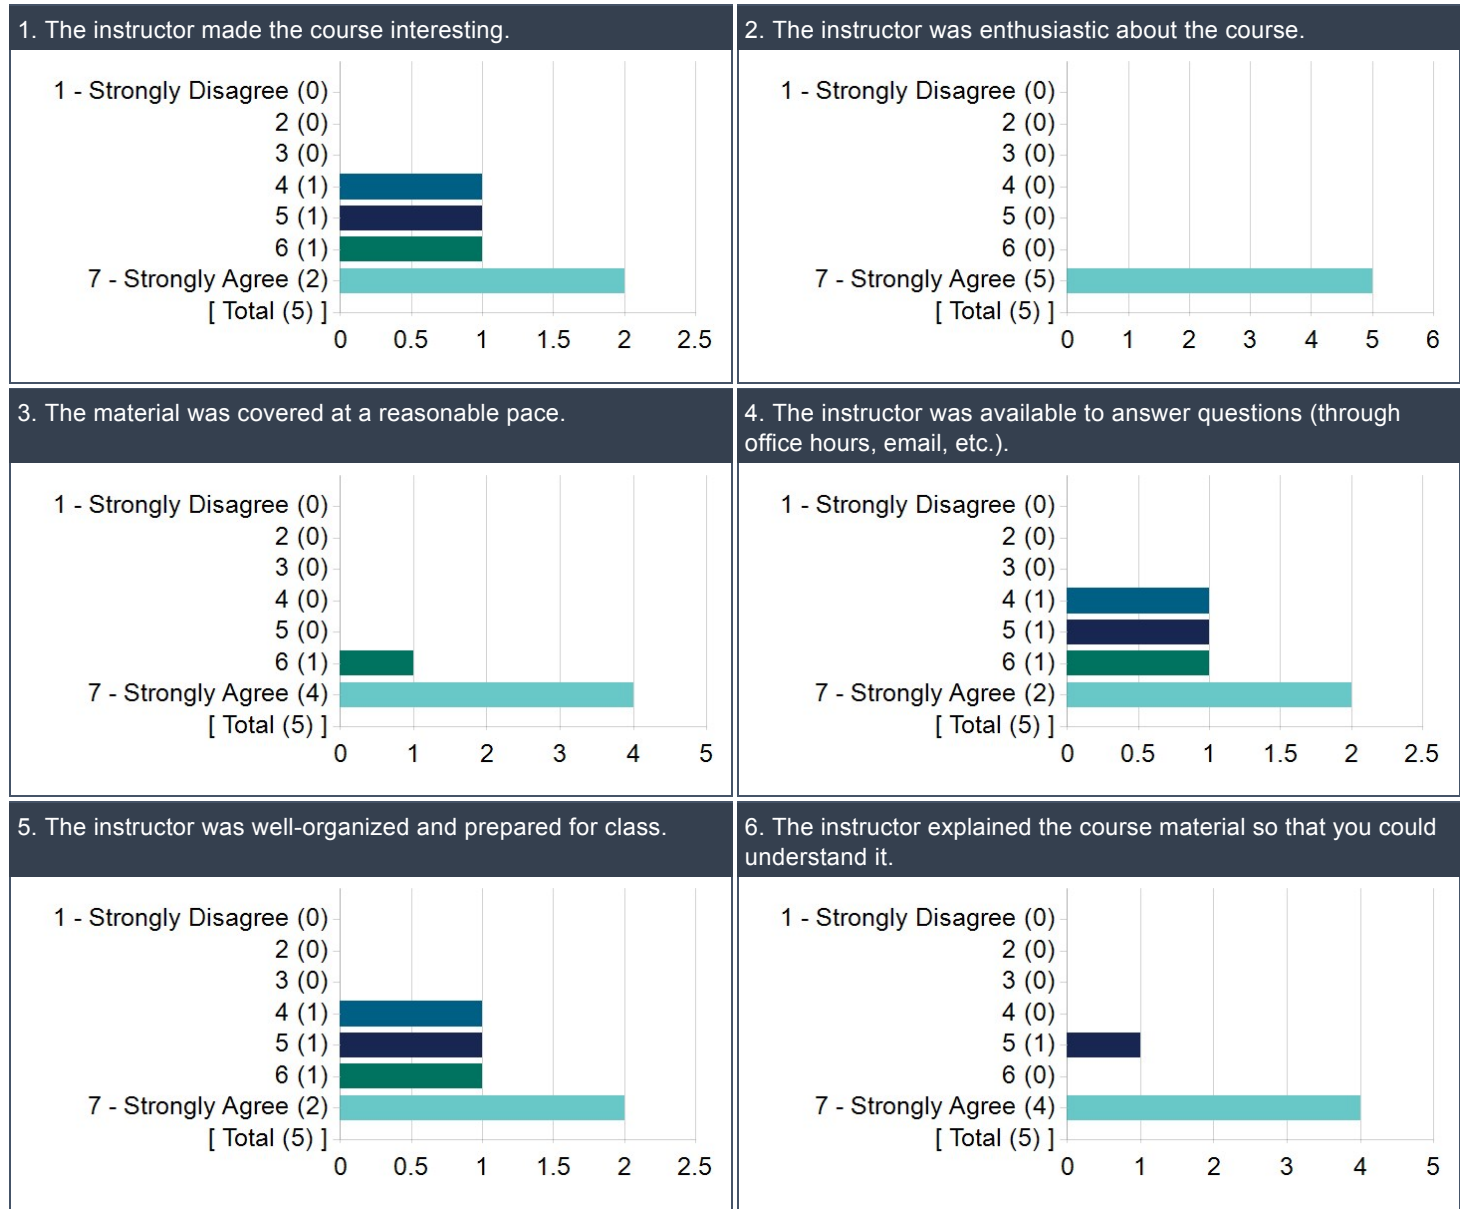 1. The instructor made the course interesting.
1 - Strongly Disagree (0)
2 (0)
3 (0)
4 (1)
5 (1)
6 (1)
7 - Strongly Agree (2)
[ Total (5) ]
0 0.5 1 1.5 2 2.5
2. The instructor was enthusiastic about the course.
1 - Strongly Disagree (0)
2 (0)
3 (0)
4 (0)
5 (0)
6 (0)
7 - Strongly Agree (5)
[ Total (5) ]
0 1 2 3 4 5 6
3. The material was covered at a reasonable pace.
1 - Strongly Disagree (0)
2 (0)
3 (0)
4 (0)
5 (0)
6 (1)
7 - Strongly Agree (4)
[ Total (5) ]
0 1 2 3 4 5
4. The instructor was available to answer questions (through
office hours, email, etc.).
1 - Strongly Disagree (0)
2 (0)
3 (0)
4 (1)
5 (1)
6 (1)
7 - Strongly Agree (2)
[ Total (5) ]
0 0.5 1 1.5 2 2.5
5. The instructor was well-organized and prepared for class.
1 - Strongly Disagree (0)
2 (0)
3 (0)
4 (1)
5 (1)
6 (1)
7 - Strongly Agree (2)
[ Total (5) ]
0 0.5 1 1.5 2 2.5
6. The instructor explained the course material so that you could
understand it.
1 - Strongly Disagree (0)
2 (0)
3 (0)
4 (0)
5 (1)
6 (0)
7 - Strongly Agree (4)
[ Total (5) ]
0 1 2 3 4 5